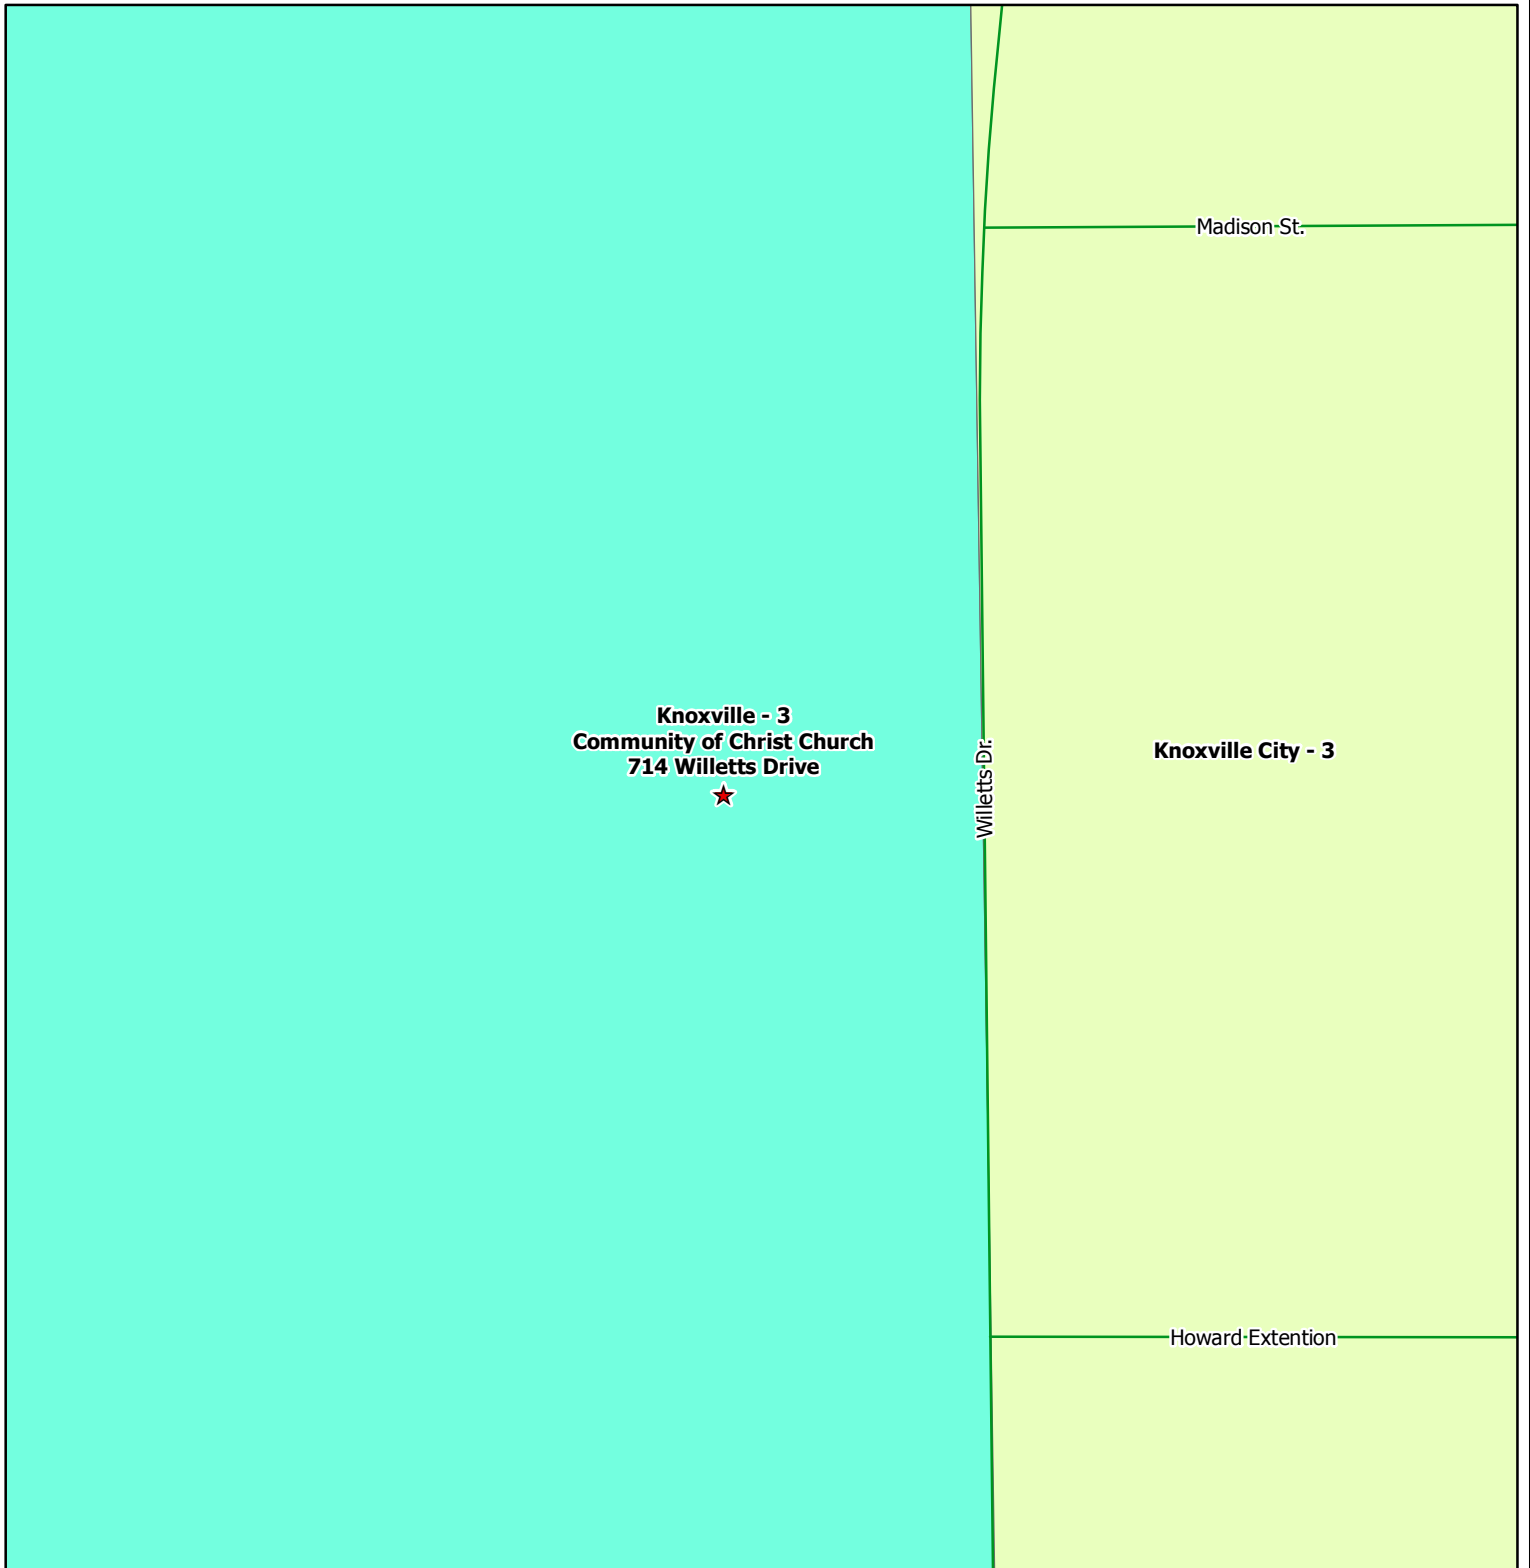 Madison St.
Knoxville - 3
Community of Christ Church
714 Willetts Drive
Willetts Dr.
Knoxville City - 3
Howard Extention